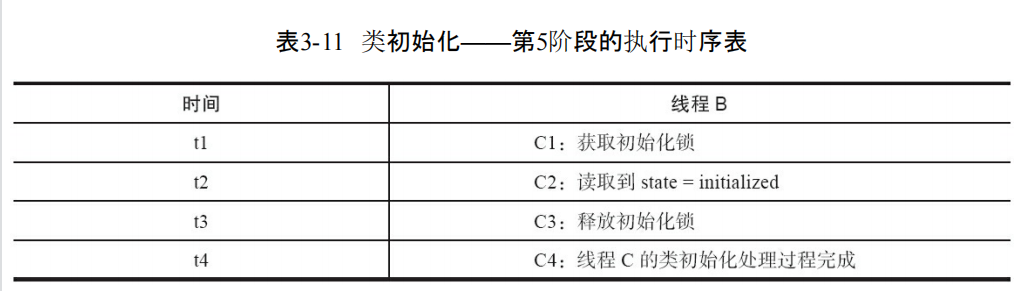 表3-11 类初始化——第5阶段的执行时序表
时间 线程 B
t1 C1：获取初始化锁
t2 C2：读取到 state = initialized
t3 C3：释放初始化锁
t4 C4：线程 C 的类初始化处理过程完成